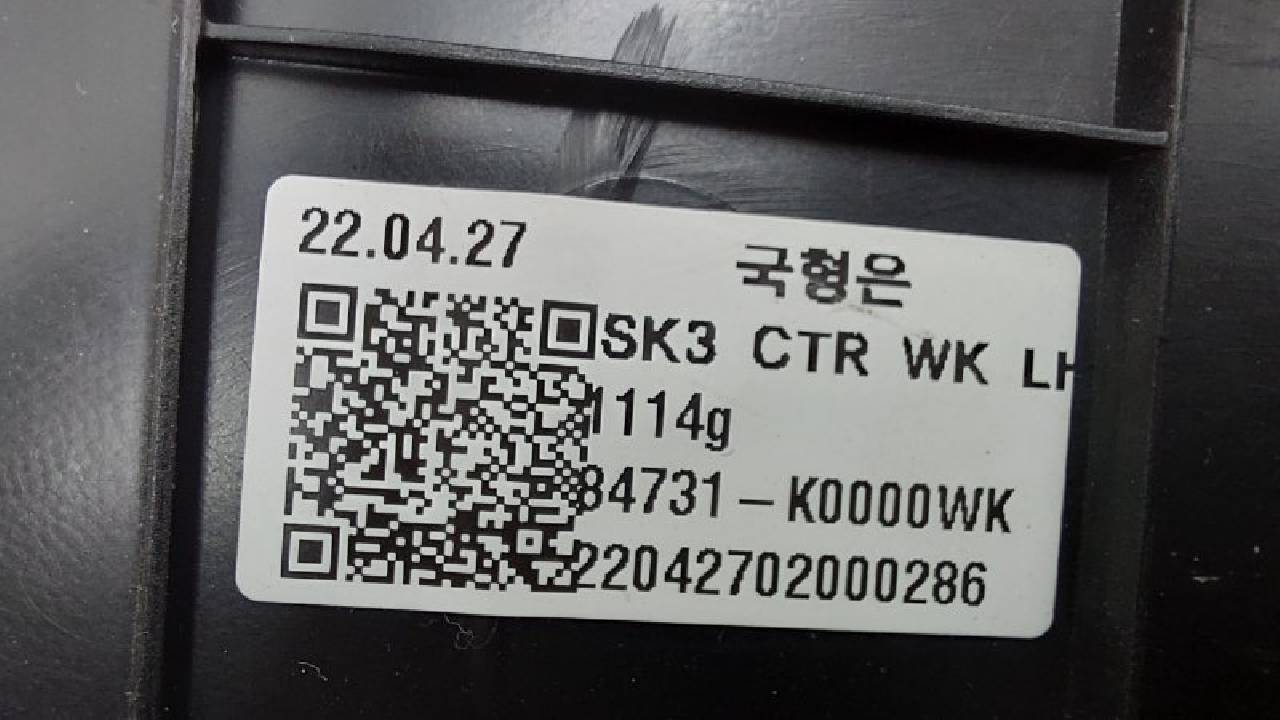 22.04.27
국형은
SK3 CTR WK LH
1114g
84731-K0000WK
22042702000286